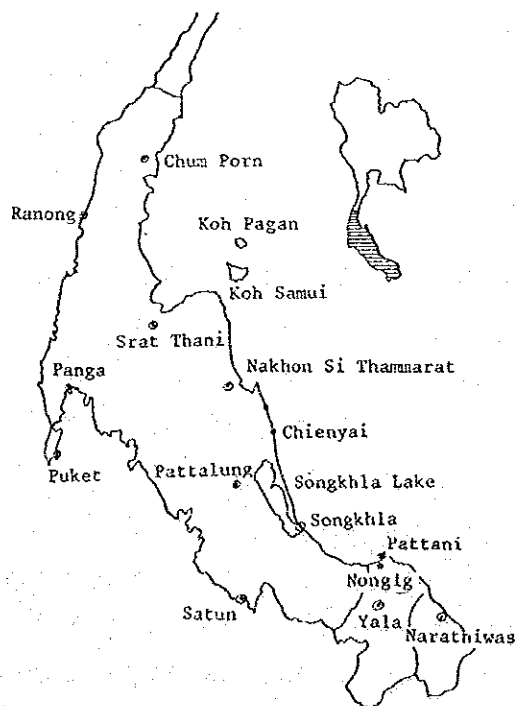 Chum Porn
Ranong
Koh Pagan
Koh Samui
Srat Thani
Nakhon Si Thammarat
Panga
Chienyai
Puket
Pattalung
Songkhla Lake
Songkhla
Pattani
Nongig
Satun
Yala
Narathiwas